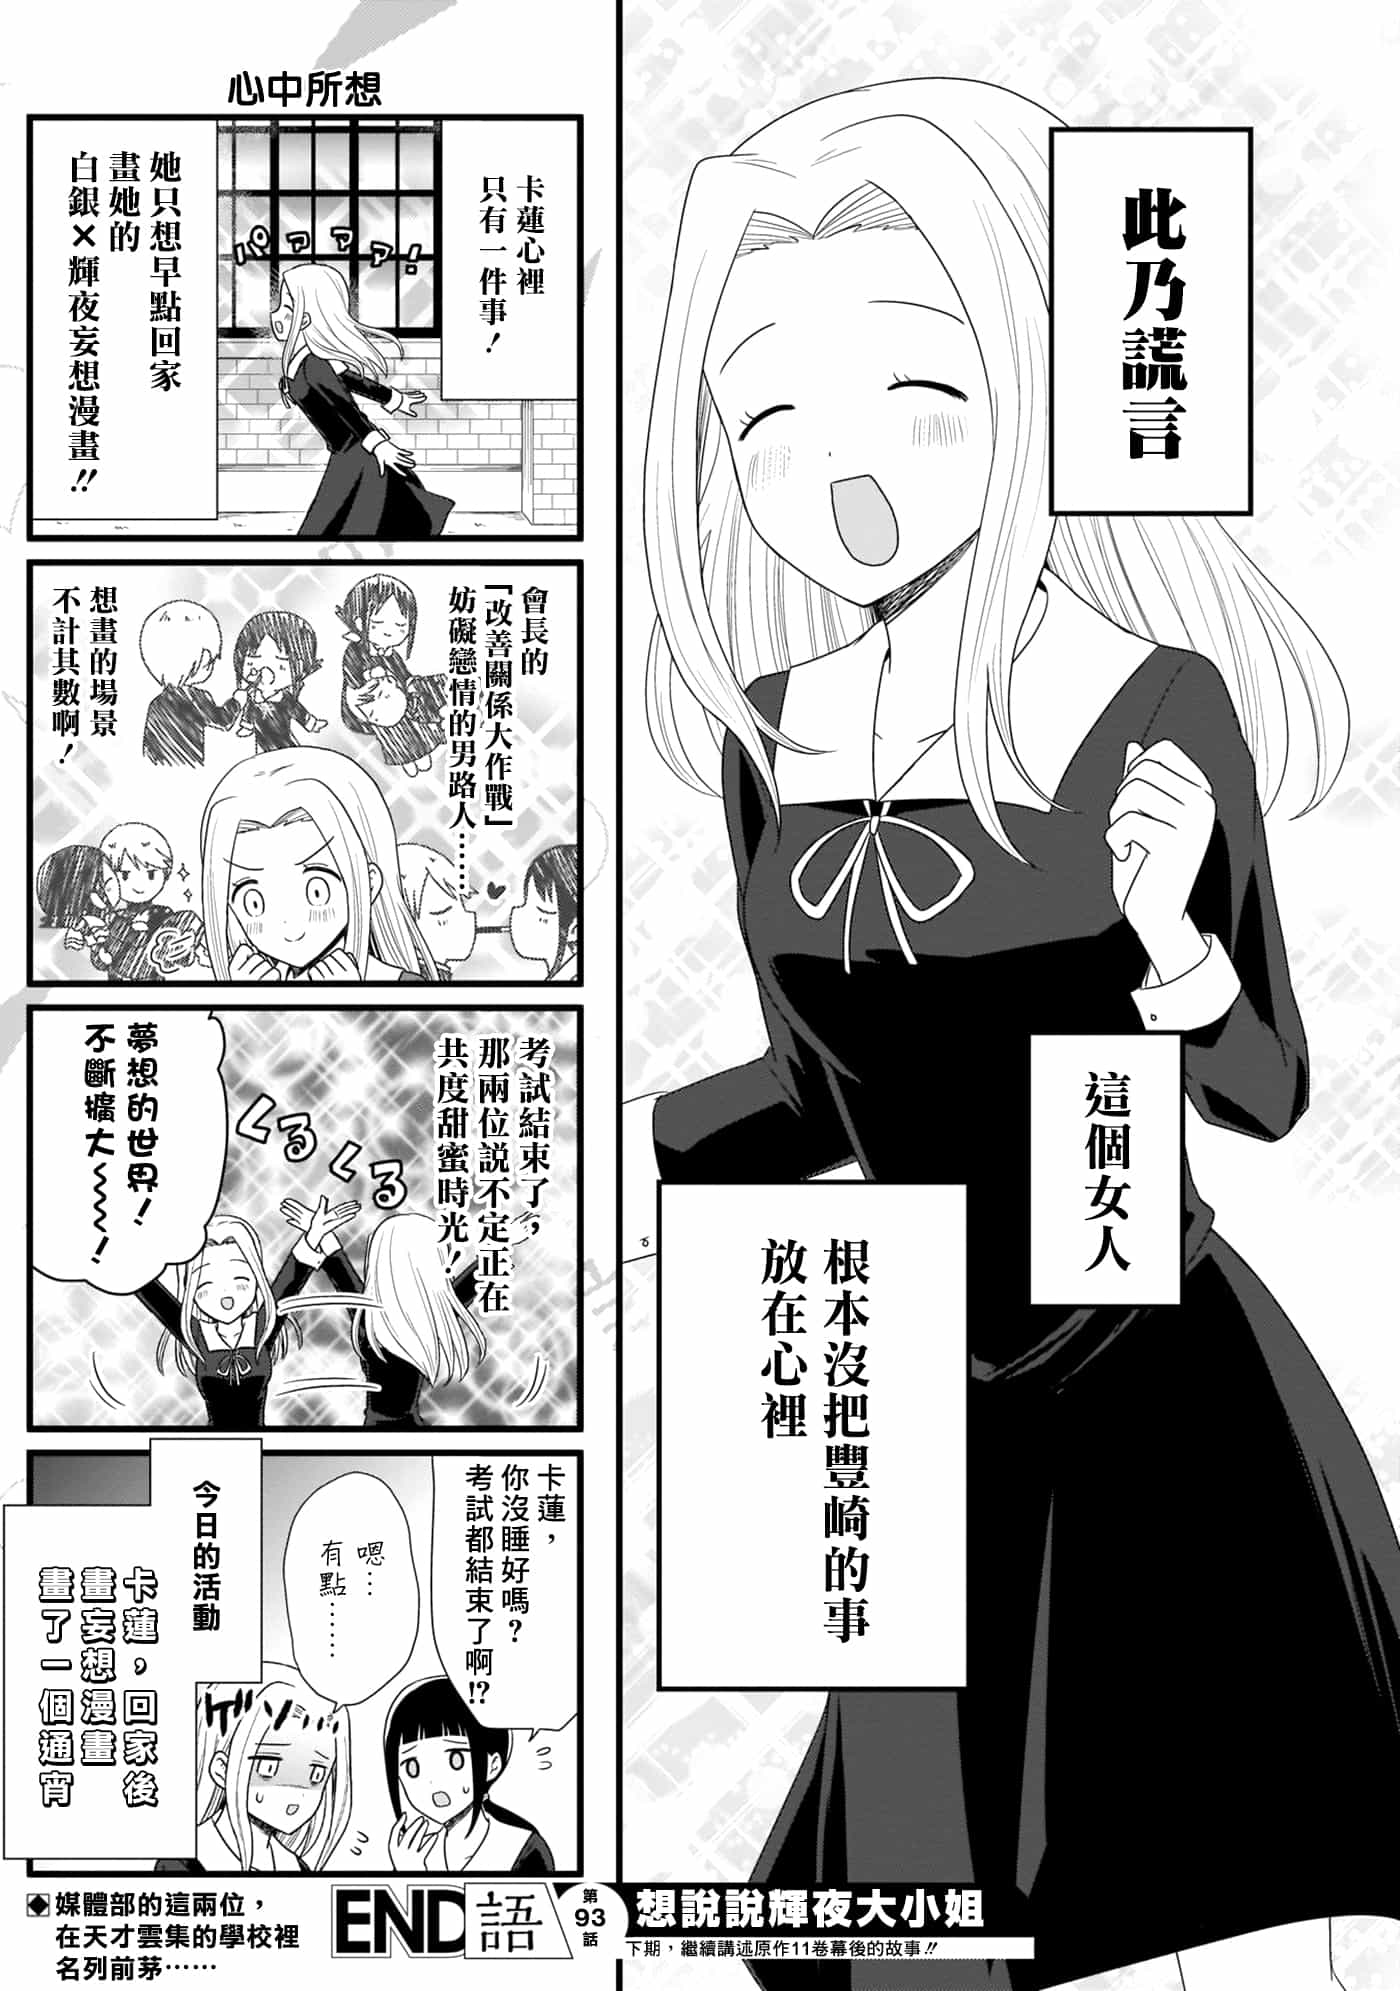 此乃謊言
這個女人
根本沒把豐崎的事
放在心裡
心中所想
卡蓮心裡
只有一件事！
パァァァァ！
她只想早點回家
畫她的
白銀×輝夜妄想漫畫!!
會長的
「改善關係大作戰」
妨礙戀情的男路人……
想畫的場景
不計其數啊！
考試結束了，
那兩位說不定正在
共度甜蜜時光！
くるくる
夢想的世界！
不斷擴大～～～！
卡蓮，
你沒睡好嗎？
考試都結束了啊!?
嗯…
有點……
ゲッソリ
今日的活動
卡蓮，回家後
畫妄想漫畫
畫了一個通宵
◆媒體部的這兩位，
在天才雲集的學校裡
名列前茅……
END
語
第
93
話
想說說輝夜大小姐
下期，繼續講述原作11卷幕後的故事!!